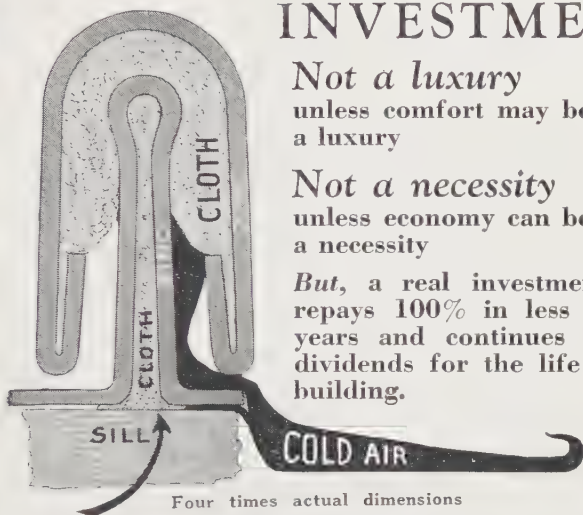 INVESTME
Not a luxury
unless comfort may be
a luxury
Not a necessity
unless economy can be
a necessity
But, a real investme
repays 100% in less
years and continues
dividends for the life
building.
CLOTH
CLOTH
SILL
COLD AIR
Four times actual dimensions